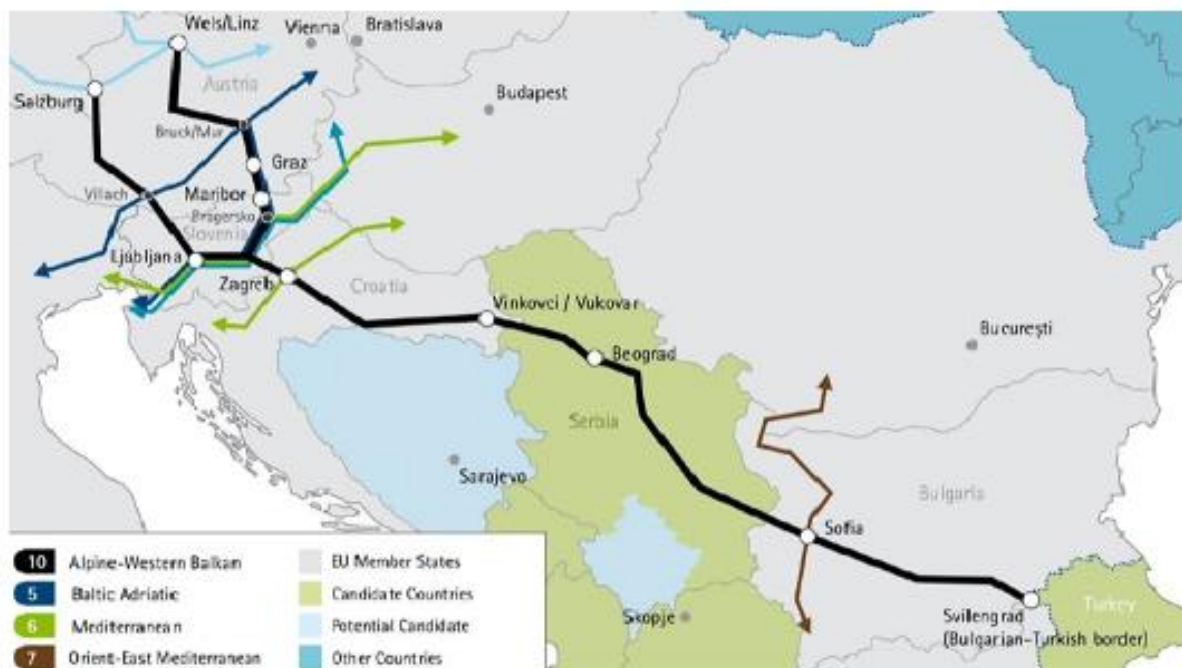 Wels/Linz
Vienna
Bratislava
Austria
Salzburg
Budapest
Bruck/Mur
Graz
Villach
Maribor
Pragersko
Slovenia
Ljubljana
Zagreb
Croatia
Vinkovci / Vukovar
București
Beograd
Serbia
Sarajevo
Bulgaria
Sofia
Skopje
Turkey
Svillengrad
(Bulgarian-Turkish border)
10 Alpine-Western Balkan
5 Baltic Adriatic
6 Mediterranean
7 Orient-East Mediterranean
EU Member States
Candidate Countries
Potential Candidate
Other Countries